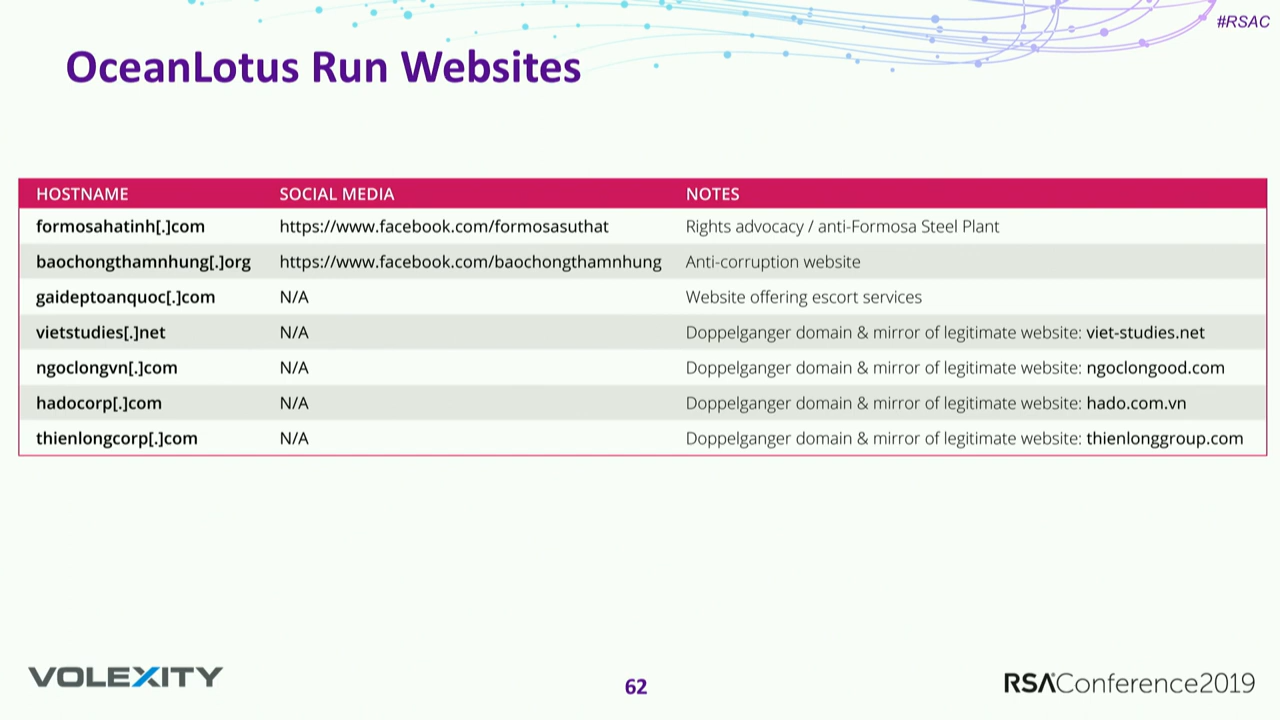 #RSAC
OceanLotus Run Websites
HOSTNAME SOCIAL MEDIA NOTES
formosahatinh[.]com https://www.facebook.com/formosasuthat Rights advocacy / anti-Formosa Steel Plant
baochongthamnhung[.]org https://www.facebook.com/baochongthamnhung Anti-corruption website
gaideptoanquoc[.]com N/A Website offering escort services
vietstudies[.]net N/A Doppelganger domain & mirror of legitimate website: viet-studies.net
ngoclongvn[.]com N/A Doppelganger domain & mirror of legitimate website: ngoclongood.com
hadocorp[.]com N/A Doppelganger domain & mirror of legitimate website: hado.com.vn
thienlongcorp[.]com N/A Doppelganger domain & mirror of legitimate website: thienlonggroup.com
VOLEXITY
62
RSAConference2019